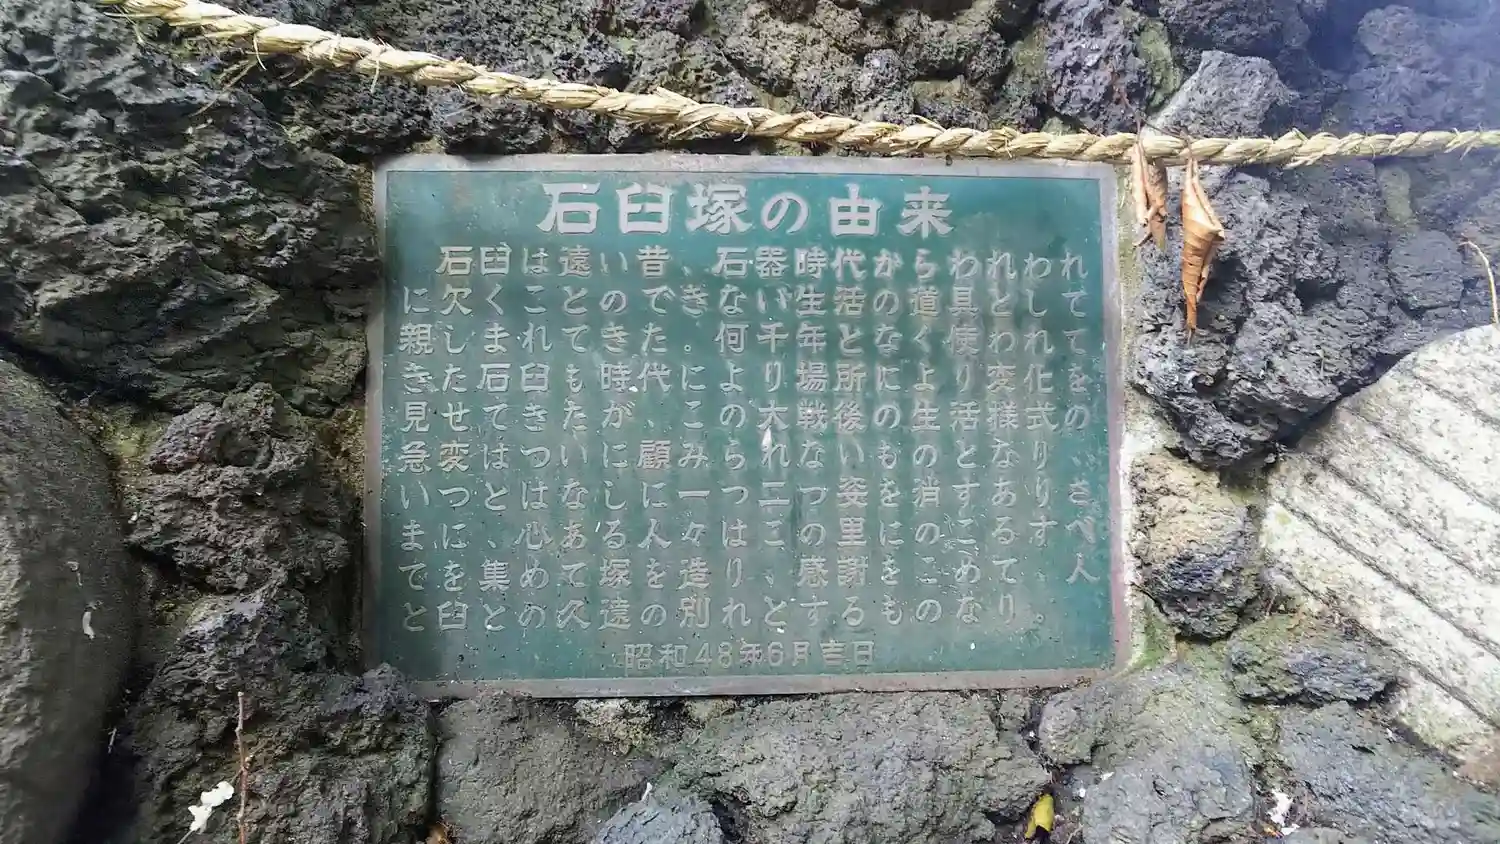 石臼塚の由来
石臼は遠い昔、石器時代からわれわれ
に欠くことのできない生活の道具として
親しまれてきた。何千年となく使われて
きた石臼も時代により場所により変化を
見せてきたが、この大戦後の生活様式の
急変はついに顧みられないものとなり、
いつとはなしに一つ二つ姿を消すありさ
まに、心ある人々はこゝの里にのこるすべ
てを集めて塚を造り、感謝をこめて人
と臼との久遠の別れとするものなり。
昭和48年6月吉日